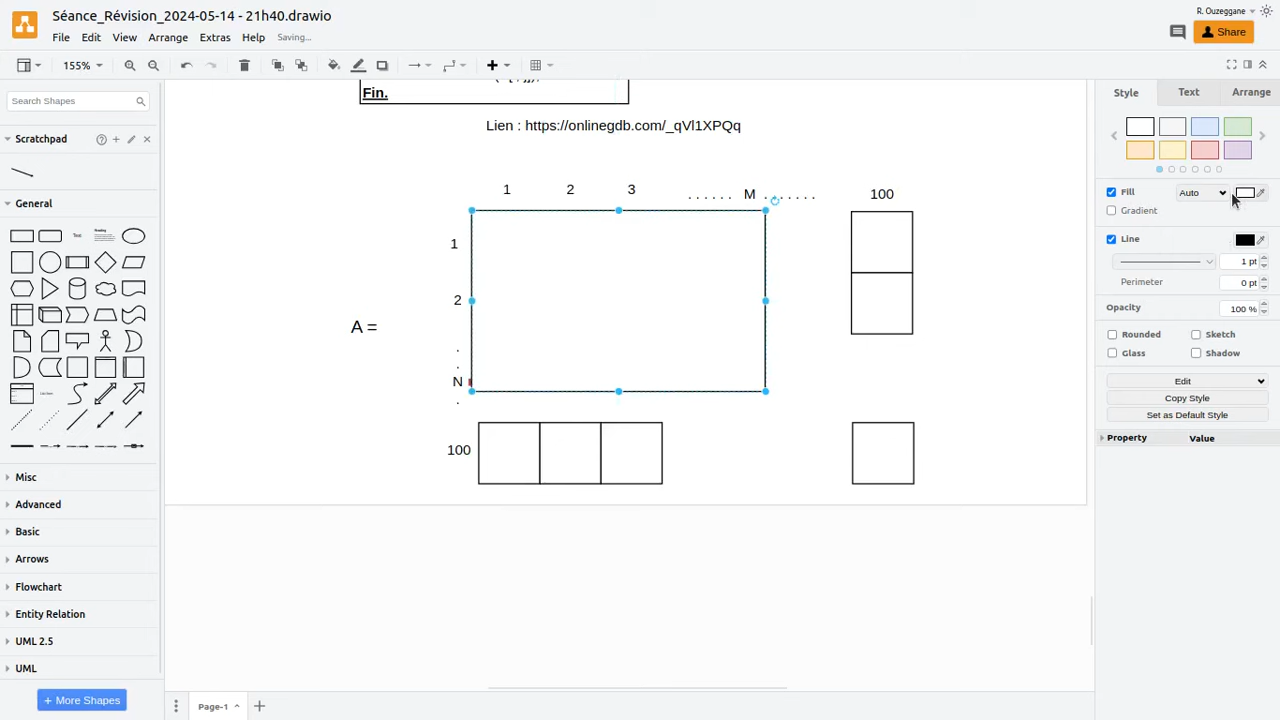 Séance_Révision_2024-05-14 - 21h40.drawio
R. Ouzeggane
File Edit View Arrange Extras Help Saving...
Share
155%
Search Shapes
Fin.
Style Text Arrange
Lien : https://onlinegdb.com/_qVl1XPQq
Scratchpad
1 2 3 . . . . . . M . . . . . . 100
Fill Auto
General
Gradient
Text
Heading
1
Line
1 pt
2
Perimeter 0 pt
Opacity 100 %
A =
Rounded Sketch
.
Glass Shadow
.
N
Edit
.
Copy Style
Set as Default Style
Property Value
100
Misc
Advanced
Basic
Arrows
Flowchart
Entity Relation
UML 2.5
UML
+ More Shapes
Page-1